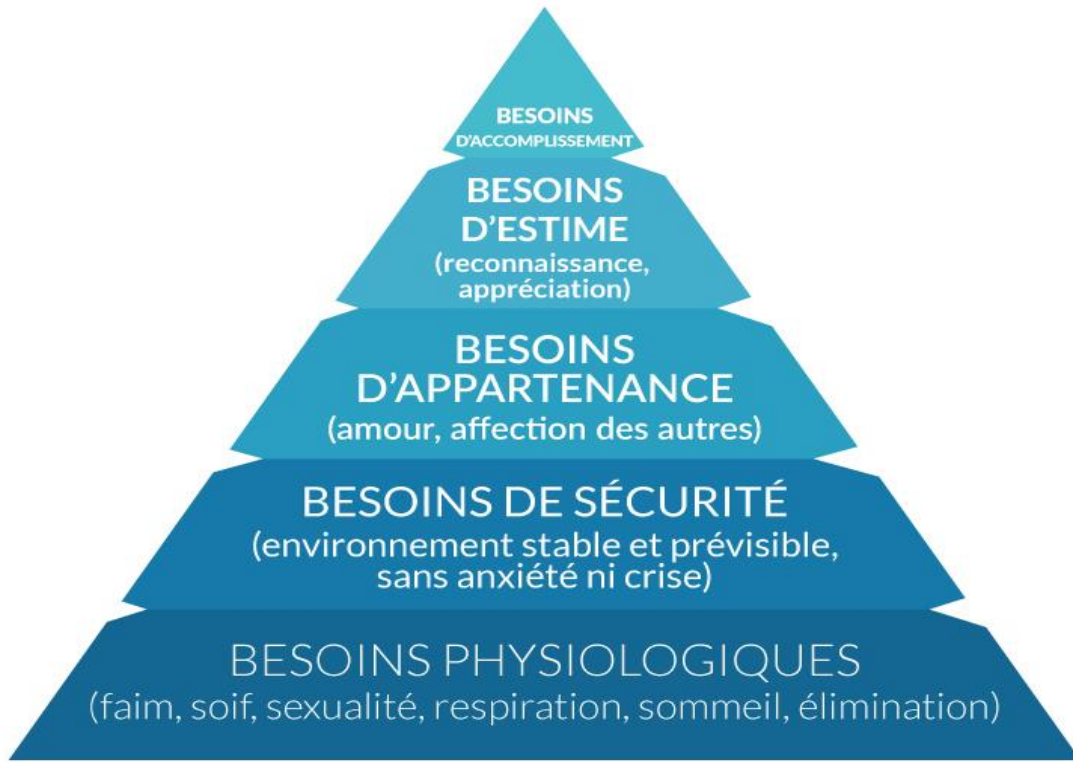 BESOINS
D'ACCOMPLISSEMENT
BESOINS
D'ESTIME
(reconnaissance,
appréciation)
BESOINS
D'APPARTENANCE
(amour, affection des autres)
BESOINS DE SÉCURITÉ
(environnement stable et prévisible,
sans anxiété ni crise)
BESOINS PHYSIOLOGIQUES
(faim, soif, sexualité, respiration, sommeil, élimination)